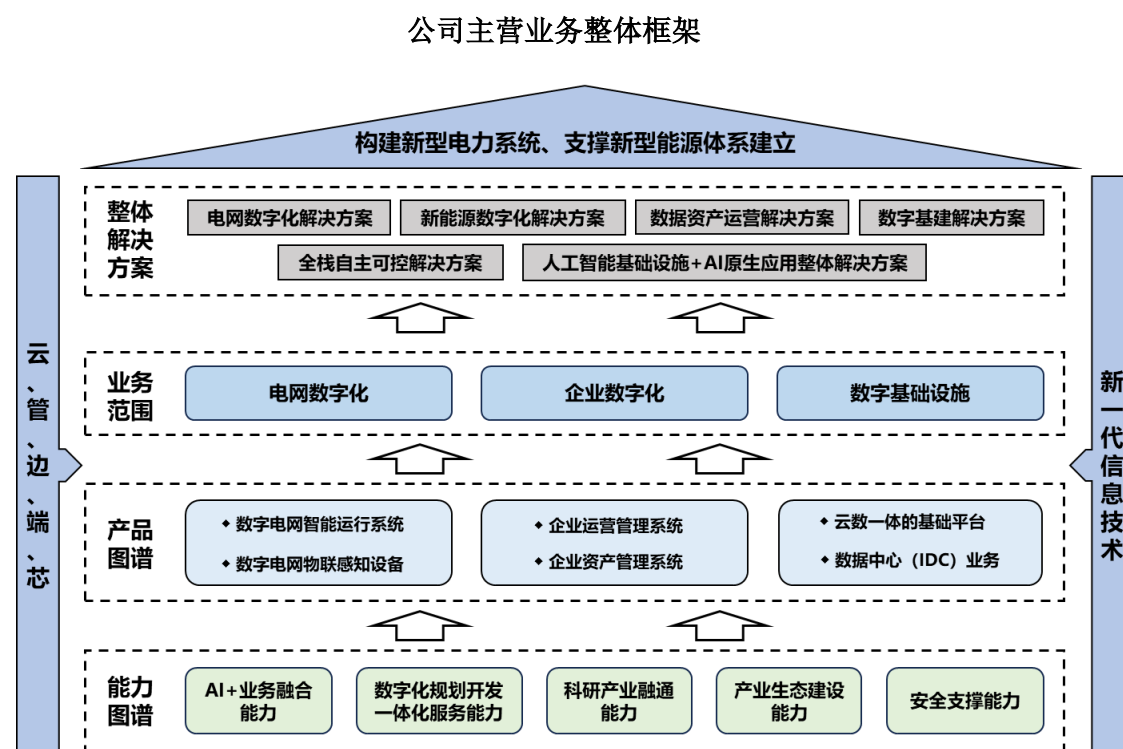 公司主营业务整体框架
构建新型电力系统、支撑新型能源体系建立
云、管、边、端、芯
整体
解决
方案
电网数字化解决方案
新能源数字化解决方案
数据资产运营解决方案
数字基建解决方案
全栈自主可控解决方案
人工智能基础设施+AI原生应用整体解决方案
业务
范围
电网数字化
企业数字化
数字基础设施
产品
图谱
◆ 数字电网智能运行系统
◆ 数字电网物联感知设备
◆ 企业运营管理系统
◆ 企业资产管理系统
◆ 云数一体的基础平台
◆ 数据中心（IDC）业务
能力
图谱
AI+业务融合
能力
数字化规划开发
一体化服务能力
科研产业融通
能力
产业生态建设
能力
安全支撑能力
新一代信息技术